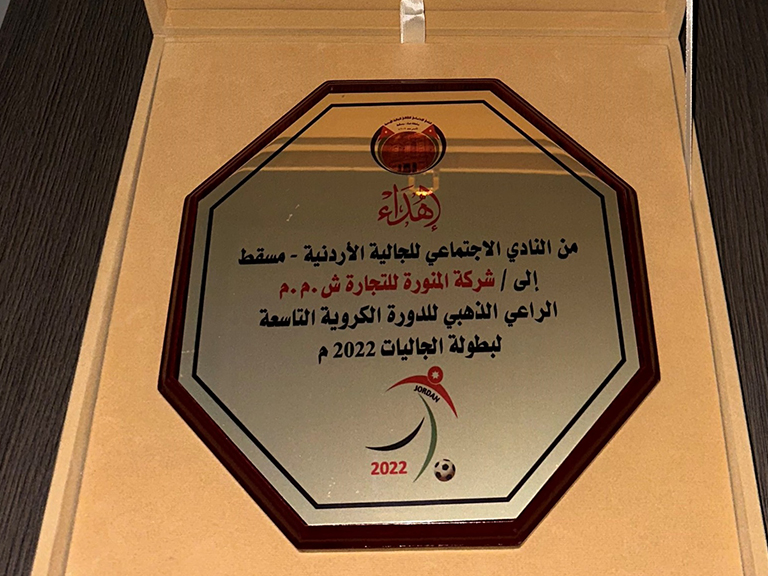 إهداء
من النادي الاجتماعي للجالية الأردنية - مسقط
إلى / شركة المنورة للتجارة ش.م.م
الراعي الذهبي للدورة الكروية التاسعة
لبطولة الجاليات 2022 م
JORDAN
2022